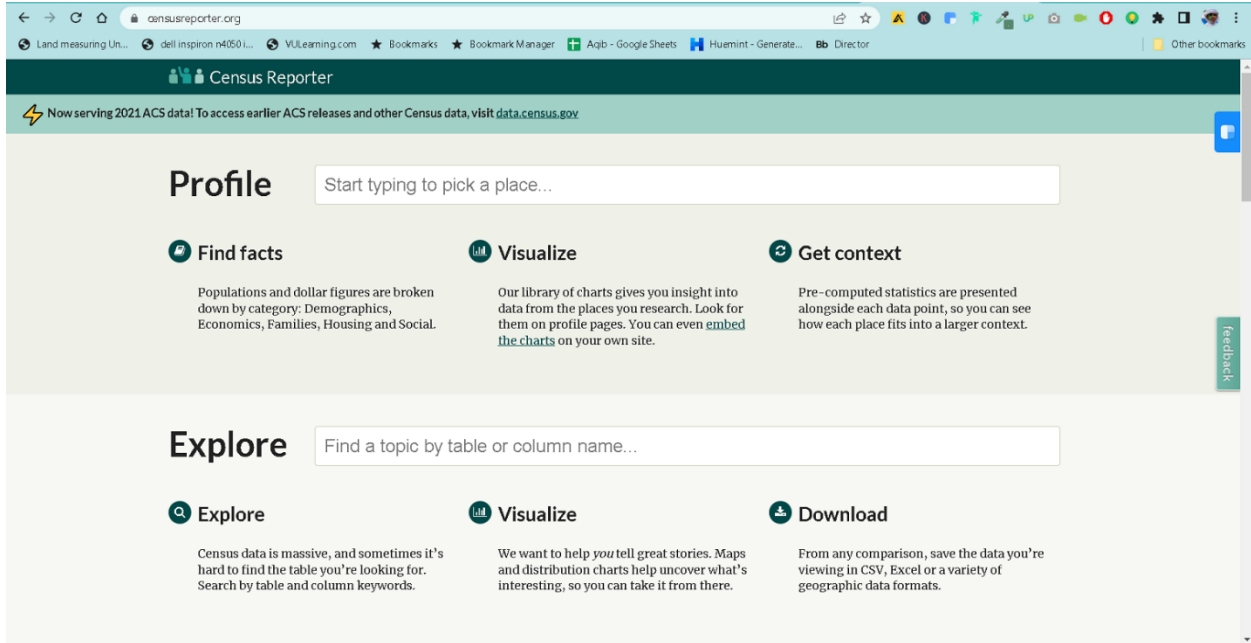 censusreporter.org
Land measuring Un... dell inspiron n4050 i... VULearning.com Bookmarks Bookmark Manager Aqib - Google Sheets Huemint - Generate... Bb Director Other bookmarks
Census Reporter
Now serving 2021 ACS data! To access earlier ACS releases and other Census data, visit data.census.gov
Profile Start typing to pick a place...
Find facts
Populations and dollar figures are broken
down by category: Demographics,
Economics, Families, Housing and Social.
Visualize
Our library of charts gives you insight into
data from the places you research. Look for
them on profile pages. You can even embed
the charts on your own site.
Get context
Pre-computed statistics are presented
alongside each data point, so you can see
how each place fits into a larger context.
feedback
Explore Find a topic by table or column name...
Explore
Census data is massive, and sometimes it's
hard to find the table you're looking for.
Search by table and column keywords.
Visualize
We want to help you tell great stories. Maps
and distribution charts help uncover what's
interesting, so you can take it from there.
Download
From any comparison, save the data you're
viewing in CSV, Excel or a variety of
geographic data formats.